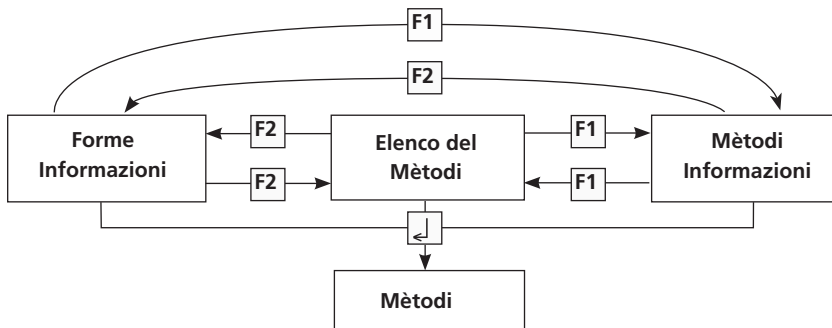 F1
F2
Forme
Informazioni
F2
F2
Elenco del
Mètodi
F1
F1
Mètodi
Informazioni
Mètodi